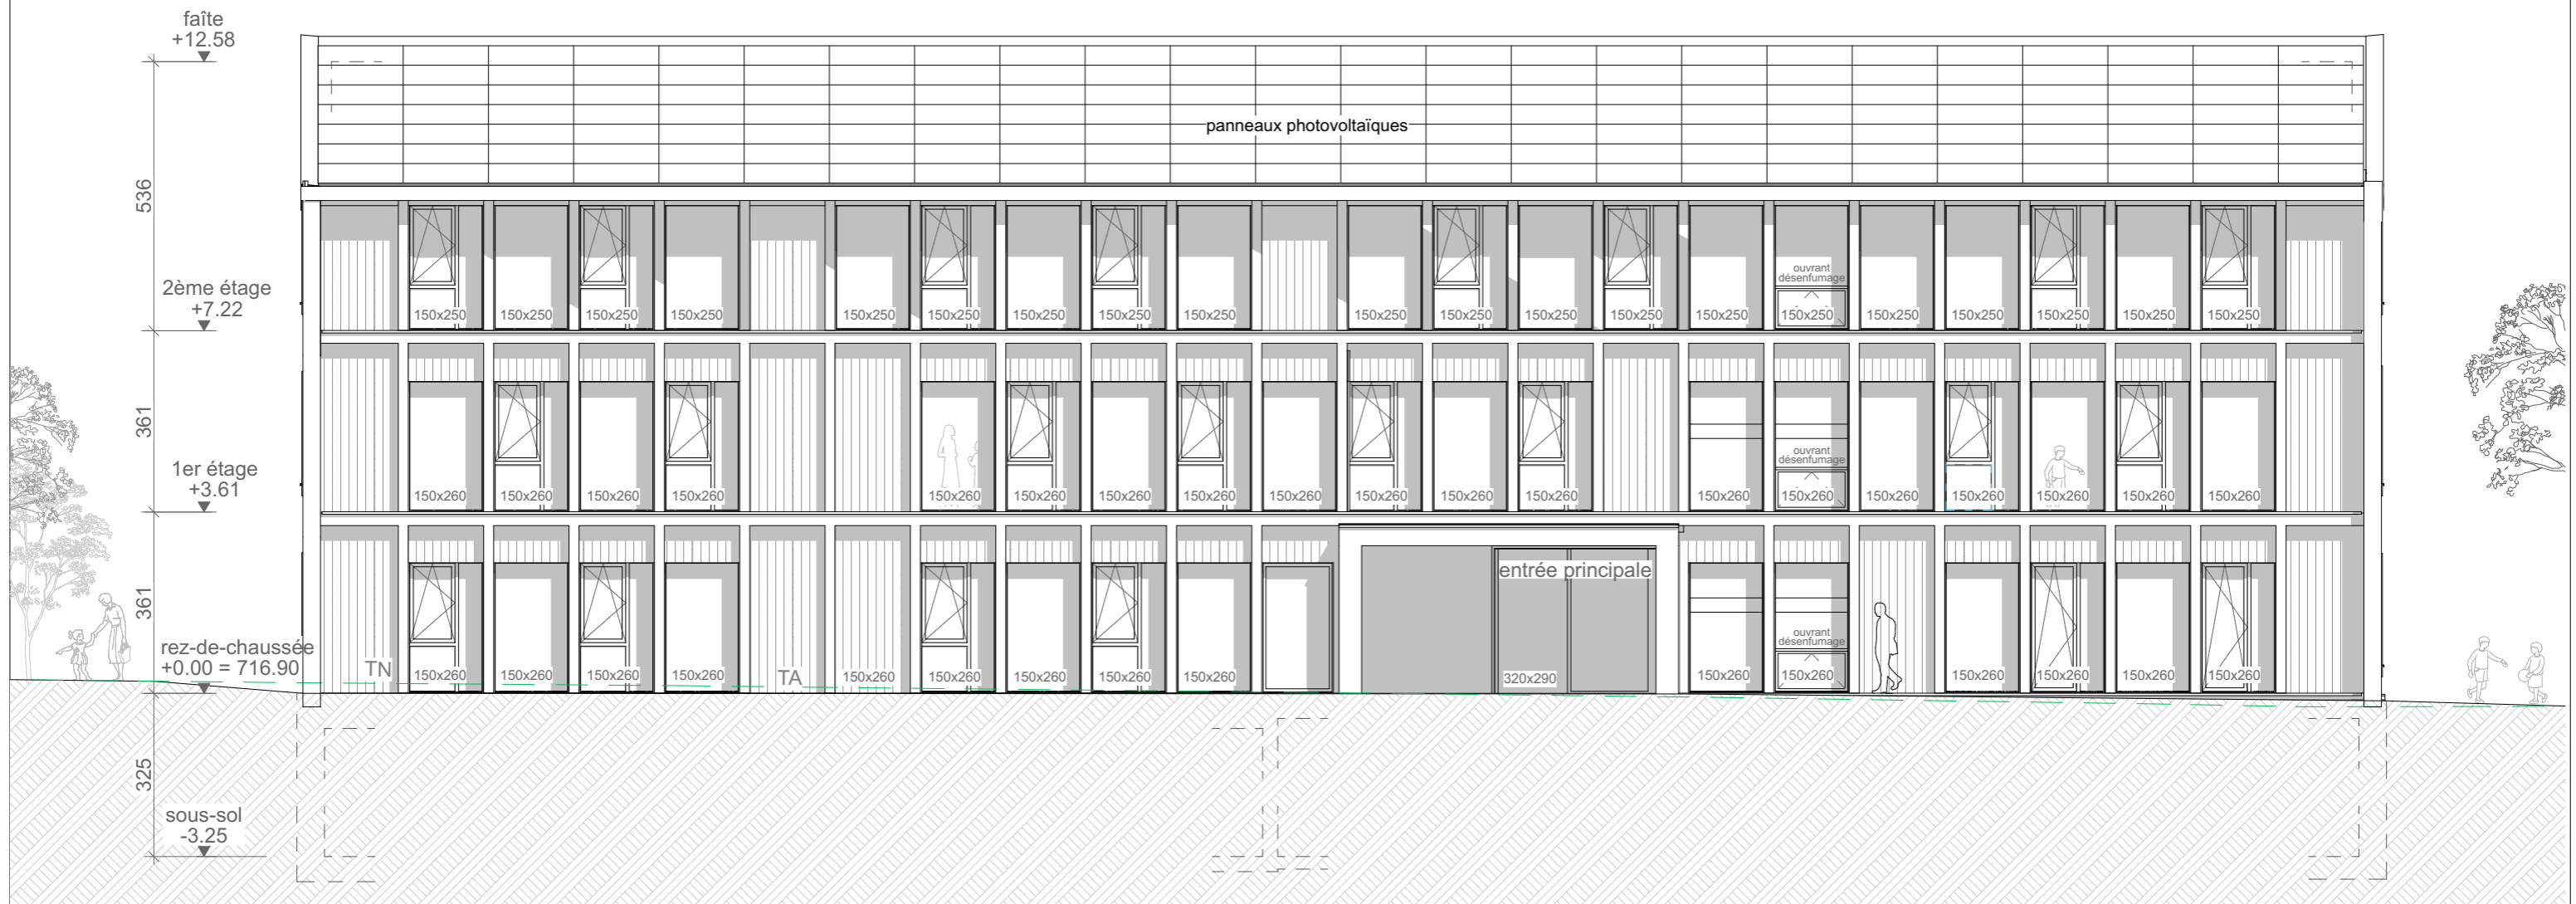 faîte
+12.58
panneaux photovoltaïques
536
2ème étage
+7.22
ouvrant
désenfumage
150x250 150x250 150x250 150x250 150x250 150x250 150x250 150x250 150x250 150x250 150x250 150x250 150x250 150x250 150x250 150x250 150x250 150x250 150x250 150x250
361
1er étage
+3.61
ouvrant
désenfumage
150x260 150x260 150x260 150x260 150x260 150x260 150x260 150x260 150x260 150x260 150x260 150x260 150x260 150x260 150x260 150x260 150x260 150x260 150x260
361
entrée principale
rez-de-chaussée
+0.00 = 716.90
ouvrant
désenfumage
TN 150x260 150x260 150x260 150x260 TA 150x260 150x260 150x260 150x260 150x260 320x290 150x260 150x260 150x260 150x260 150x260 150x260
325
sous-sol
-3.25